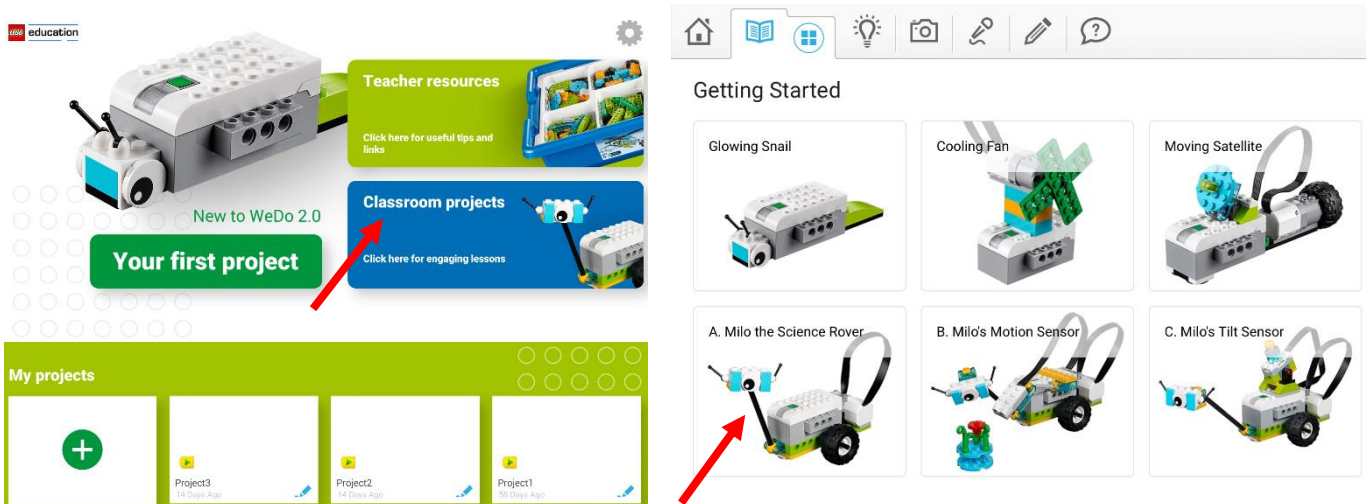 education
Teacher resources
Click here for useful tips and
links
Classroom projects
Click here for engaging lessons
New to WeDo 2.0
Your first project
My projects
Project3
14 Days Ago
Project2
14 Days Ago
Project1
58 Days Ago
Getting Started
Glowing Snail
Cooling Fan
Moving Satellite
A. Milo the Science Rover
B. Milo's Motion Sensor
C. Milo's Tilt Sensor